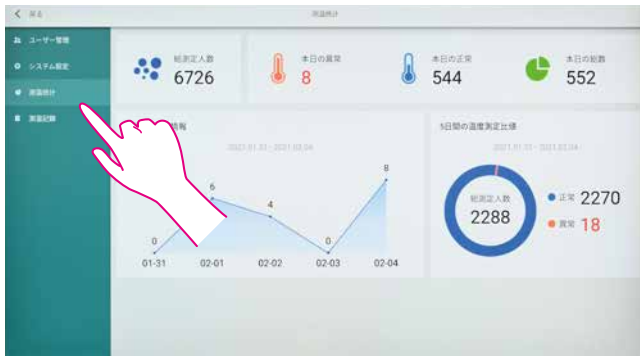 戻る
測温統計
ユーザー管理
システム設定
測温統計
測温記録
総測定人数
6726
本日の異常
8
本日の正常
544
本日の総数
552
情報
2021.01.31 - 2021.02.04
0
6
4
0
8
01-31
02-01
02-02
02-03
02-04
5日間の温度測定比値
2021.01.31 - 2021.02.04
総測定人数
2288
正常 2270
異常 18